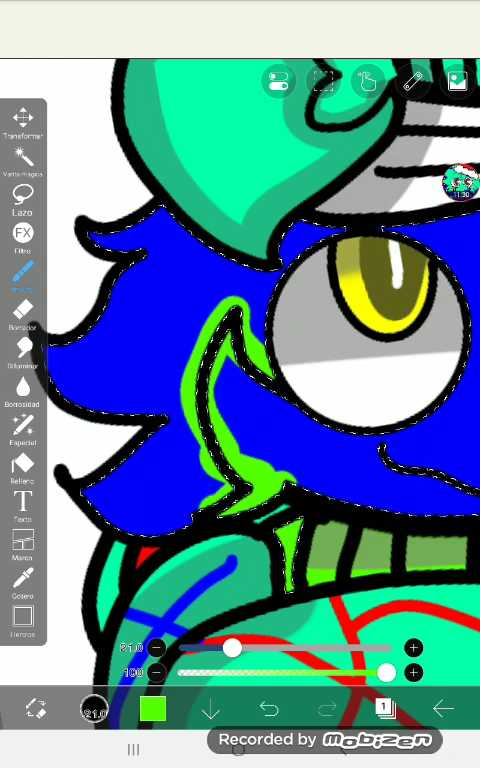 Transformar
Varita mágica
Lazo
FX
Filtro
11:30
Borrador
Difuminar
Borrosidad
Especial
Relleno
T
Texto
Marco
Gotero
Lienzos
21.0
100
21.0
1
Recorded by MOBIZEN